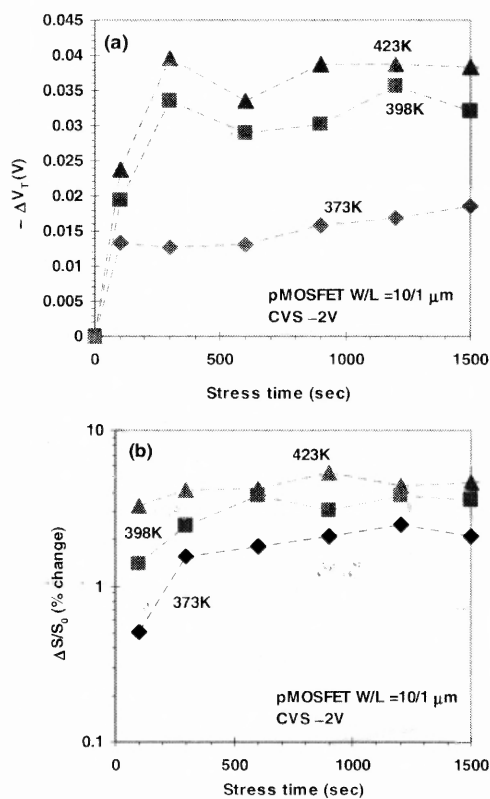 (a)
0.045
0.04
0.035
0.03
0.025
0.02
0.015
0.01
0.005
0
− ΔV_T (V)
423K
398K
373K
pMOSFET W/L =10/1 μm
CVS −2V
0 500 1000 1500
Stress time (sec)
(b)
10
1
0.1
ΔS/S₀ (% change)
423K
398K
373K
pMOSFET W/L =10/1 μm
CVS −2V
0 500 1000 1500
Stress time (sec)